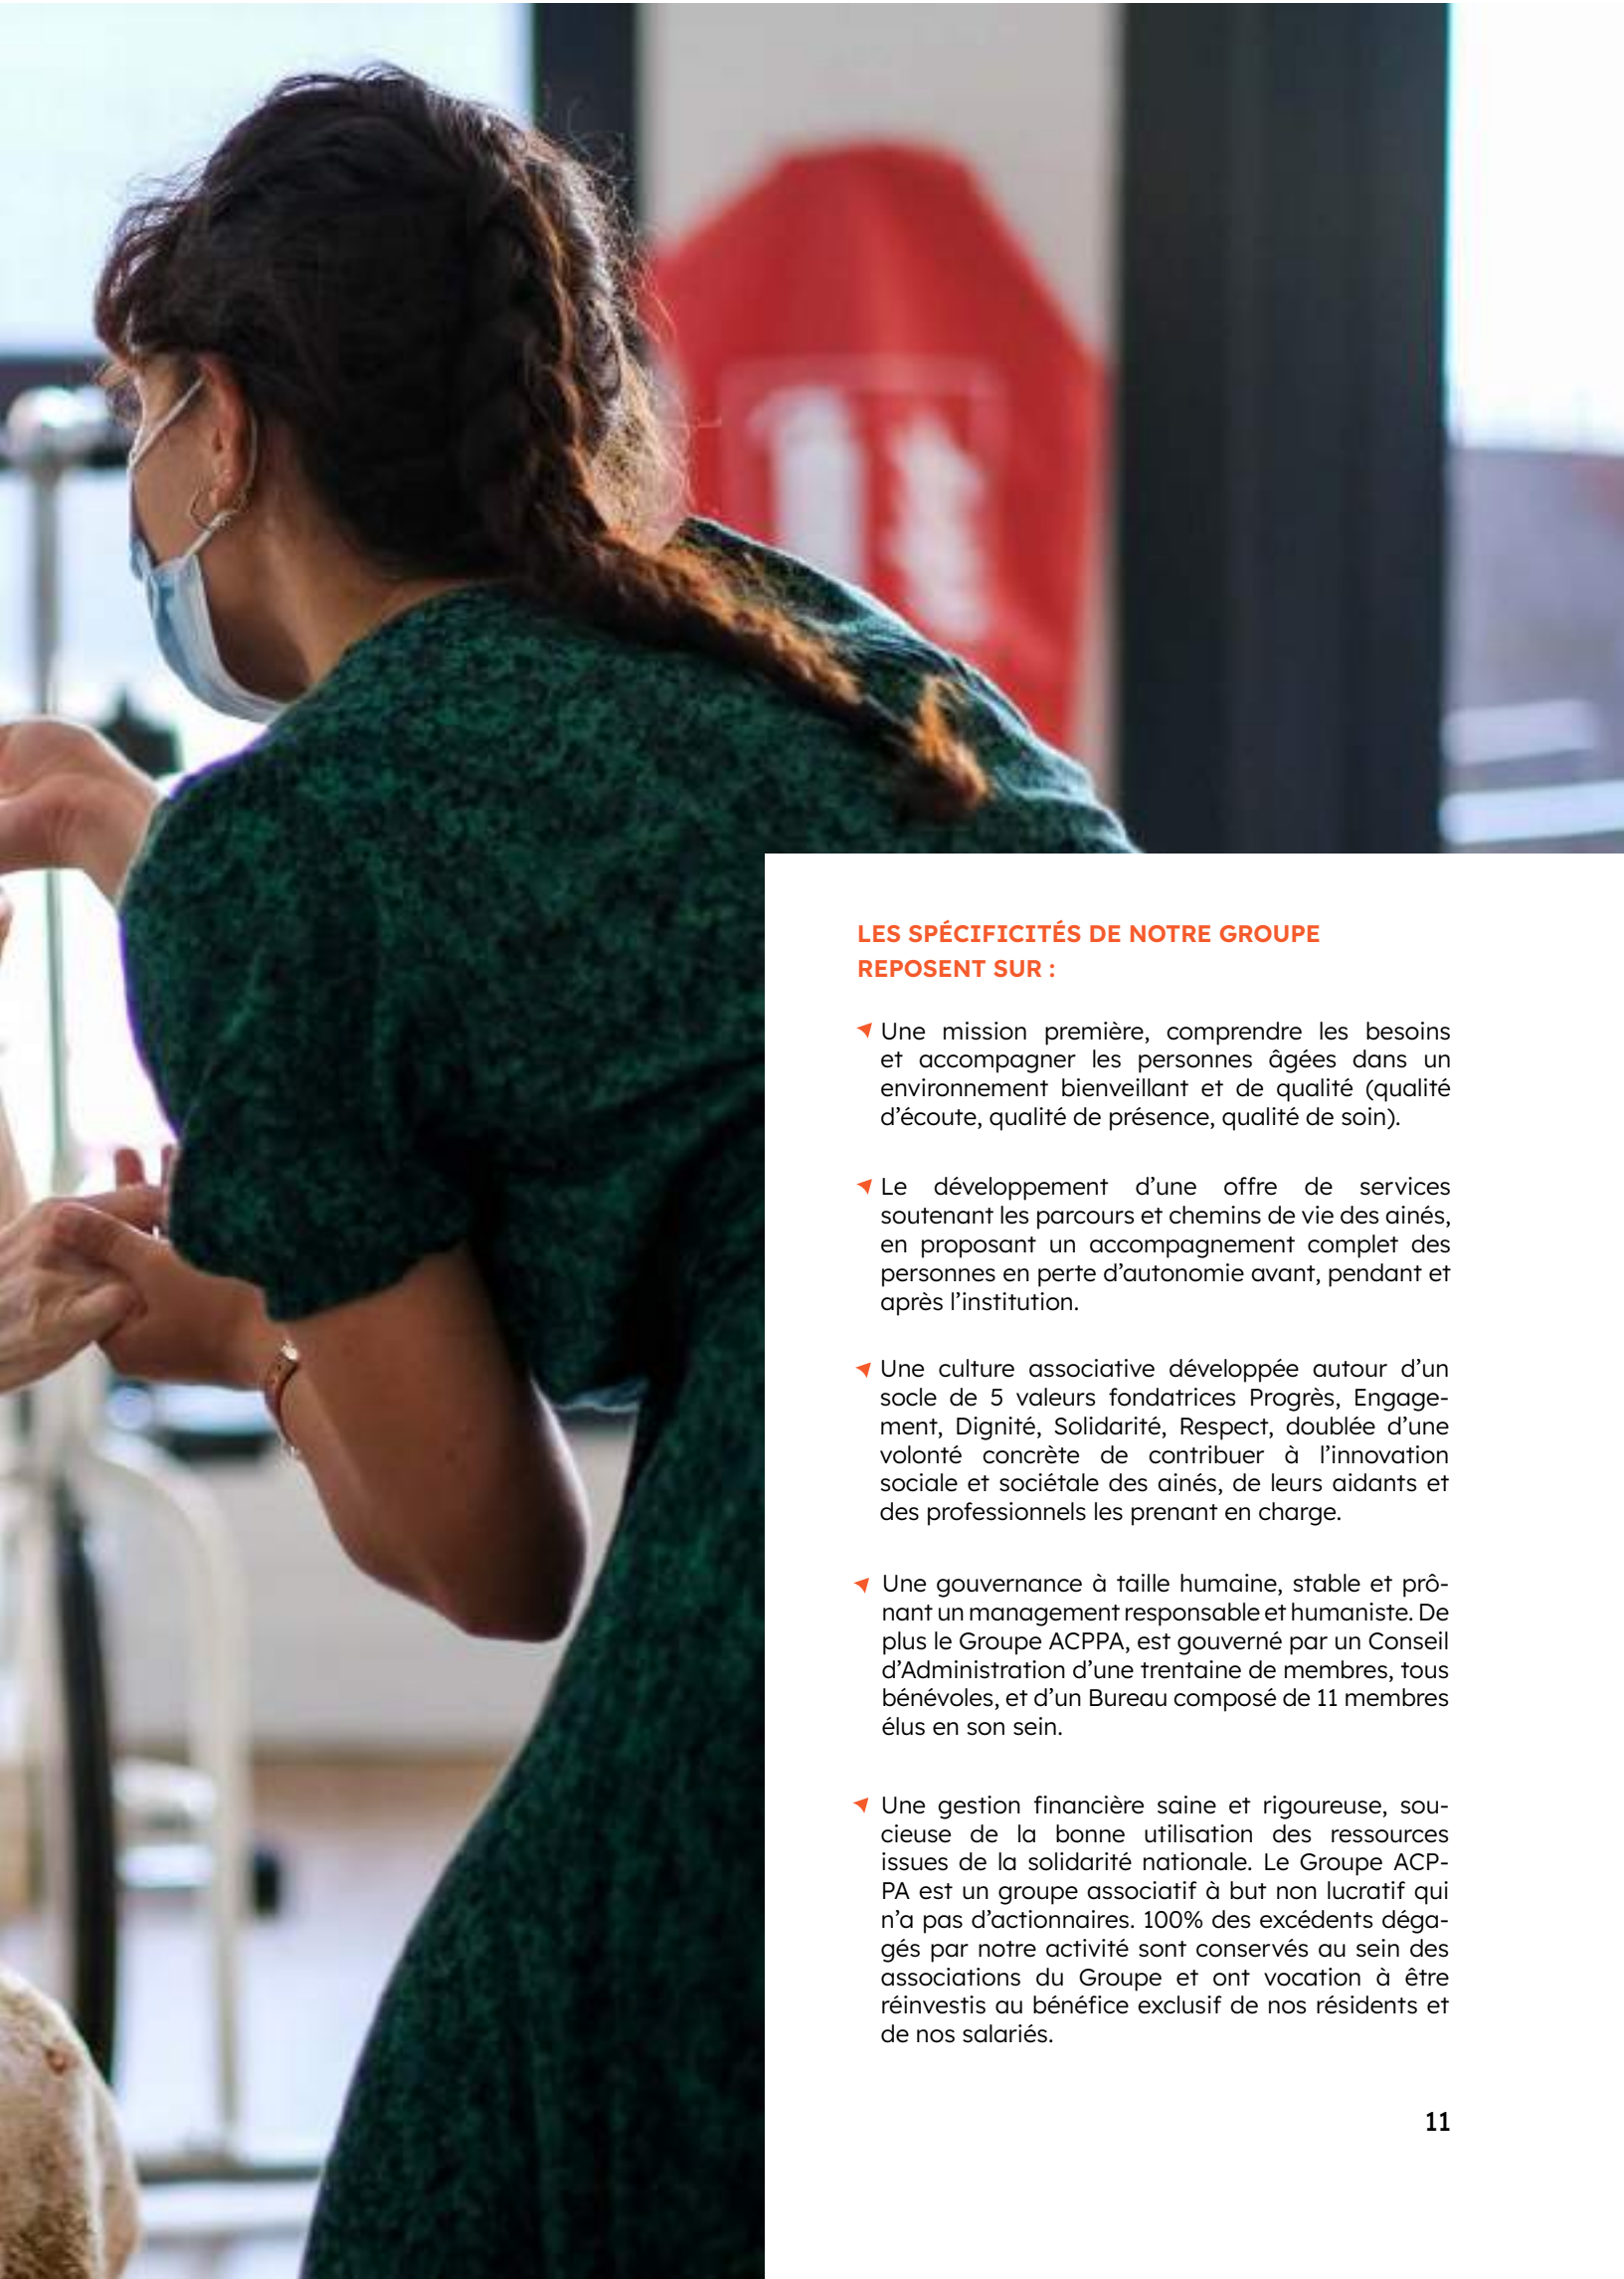 LES SPÉCIFICITÉS DE NOTRE GROUPE
REPOSENT SUR :
Une mission première, comprendre les besoins
et accompagner les personnes âgées dans un
environnement bienveillant et de qualité (qualité
d’écoute, qualité de présence, qualité de soin).
Le développement d’une offre de services
soutenant les parcours et chemins de vie des ainés,
en proposant un accompagnement complet des
personnes en perte d’autonomie avant, pendant et
après l’institution.
Une culture associative développée autour d’un
socle de 5 valeurs fondatrices Progrès, Engage-
ment, Dignité, Solidarité, Respect, doublée d’une
volonté concrète de contribuer à l’innovation
sociale et sociétale des ainés, de leurs aidants et
des professionnels les prenant en charge.
Une gouvernance à taille humaine, stable et prô-
nant un management responsable et humaniste. De
plus le Groupe ACPPA, est gouverné par un Conseil
d’Administration d’une trentaine de membres, tous
bénévoles, et d’un Bureau composé de 11 membres
élus en son sein.
Une gestion financière saine et rigoureuse, sou-
cieuse de la bonne utilisation des ressources
issues de la solidarité nationale. Le Groupe ACP-
PA est un groupe associatif à but non lucratif qui
n’a pas d’actionnaires. 100% des excédents déga-
gés par notre activité sont conservés au sein des
associations du Groupe et ont vocation à être
réinvestis au bénéfice exclusif de nos résidents et
de nos salariés.
11